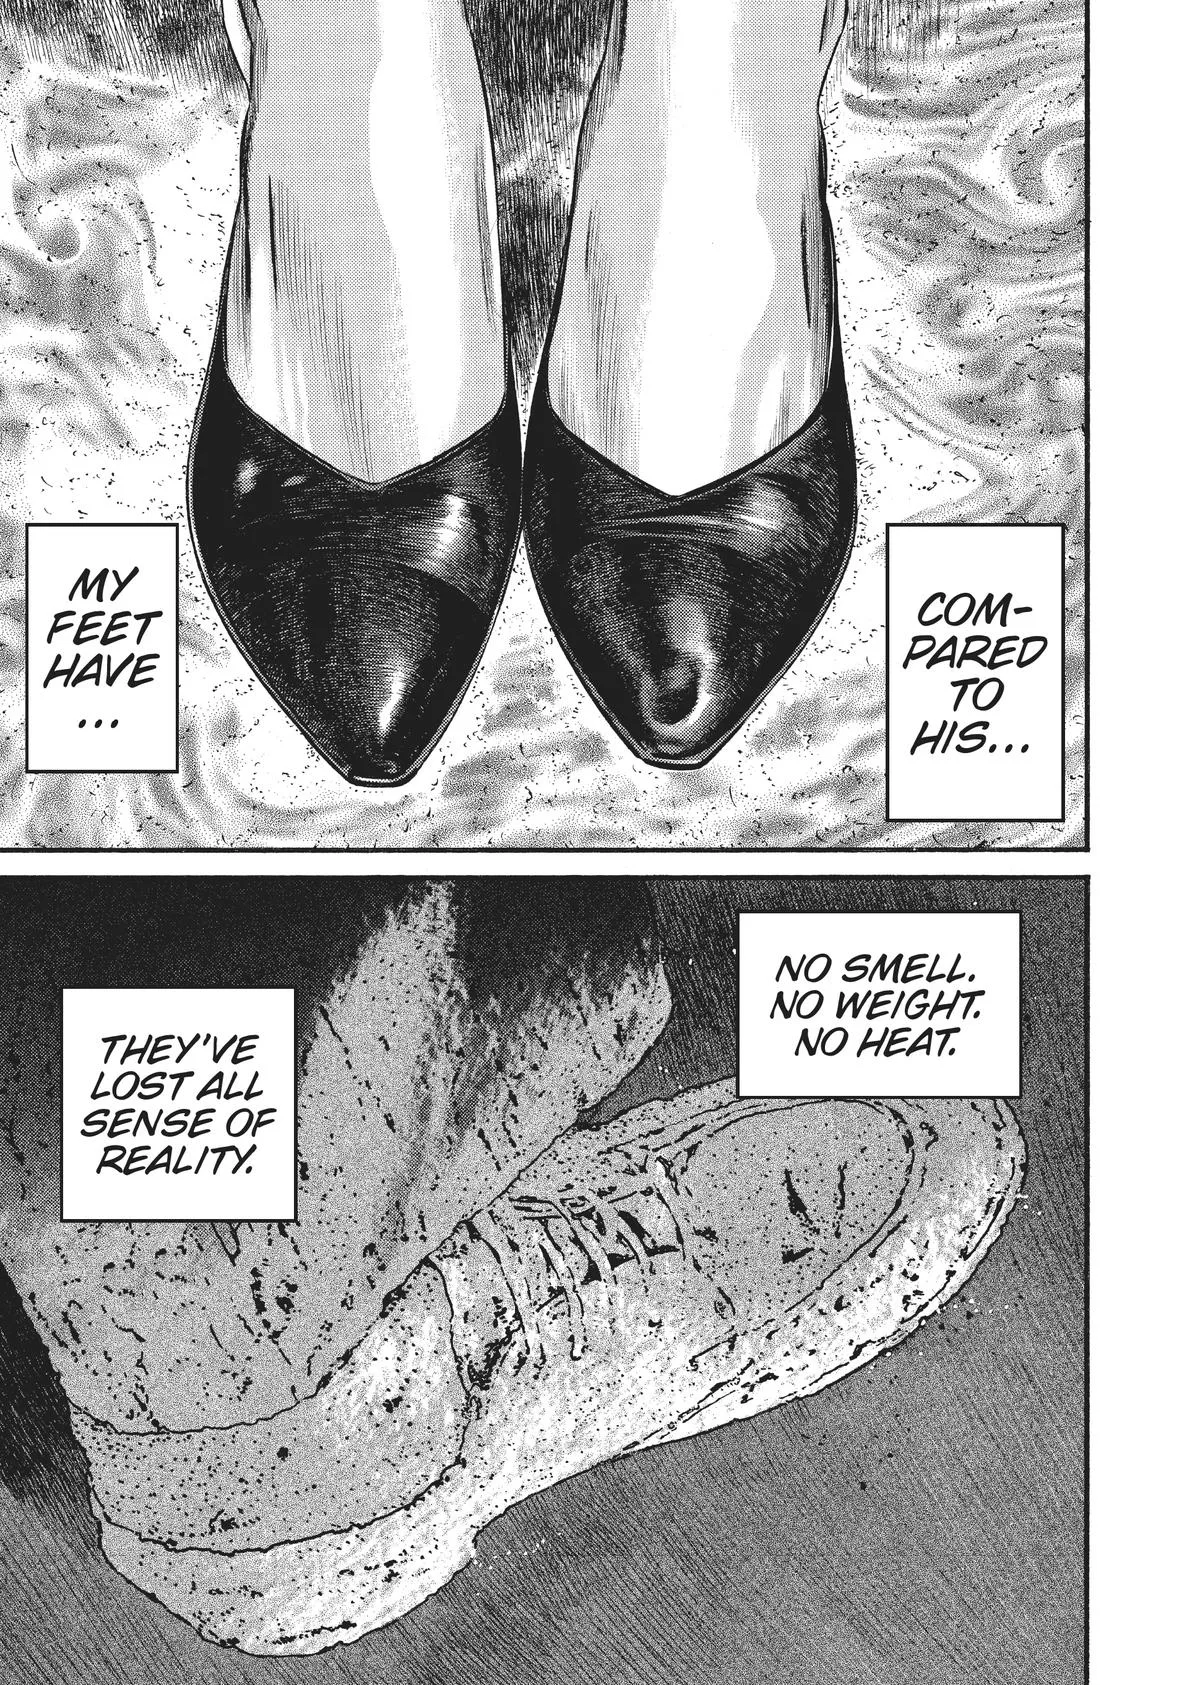 COM-
PARED
TO
HIS...
MY
FEET
HAVE
...
NO SMELL.
NO WEIGHT.
NO HEAT.
THEY'VE
LOST ALL
SENSE OF
REALITY.